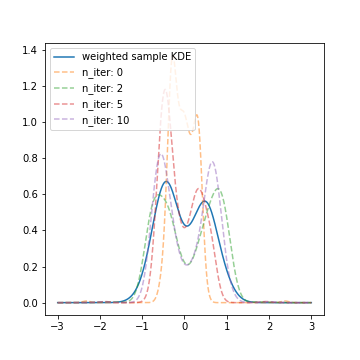 1.4
weighted sample KDE
n_iter: 0
1.2
n_iter: 2
n_iter: 5
1.0
n_iter: 10
0.8
0.6
0.4
0.2
0.0
−3 −2 −1 0 1 2 3